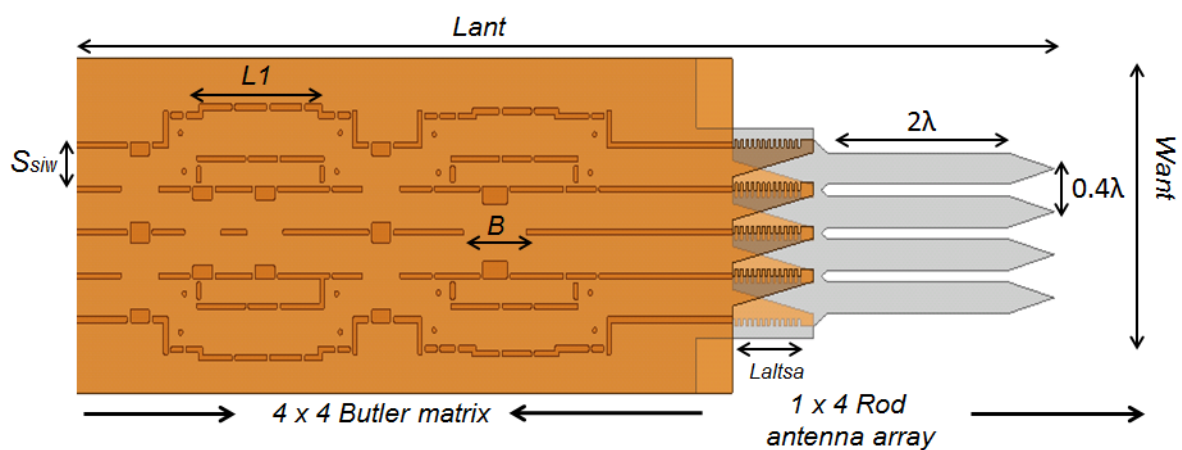 Lant
L1
2λ
Ssiw
Want
0.4λ
B
Laltsa
4 x 4 Butler matrix
1 x 4 Rod
antenna array